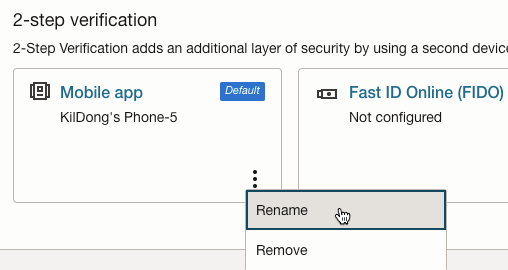 2-step verification
2-Step Verification adds an additional layer of security by using a second device
Mobile app
Default
KilDong's Phone-5
Fast ID Online (FIDO)
Not configured
Rename
Remove